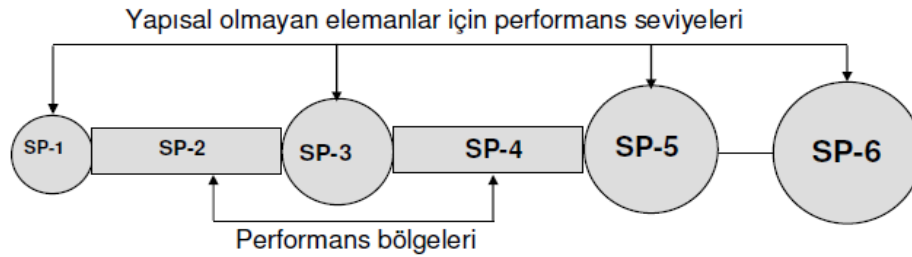 Yapısal olmayan elemanlar için performans seviyeleri
SP-1 SP-2 SP-3 SP-4 SP-5 SP-6
Performans bölgeleri